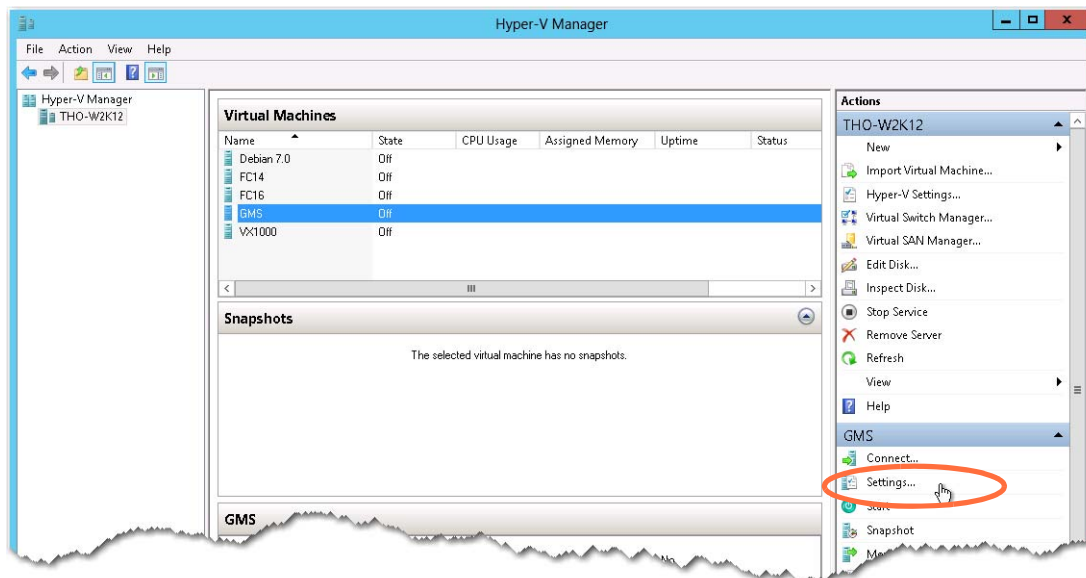 Hyper-V Manager
File Action View Help
Hyper-V Manager
THO-W2K12
Virtual Machines
Name State CPU Usage Assigned Memory Uptime Status
Debian 7.0 Off
FC14 Off
FC16 Off
GMS Off
VX1000 Off
Snapshots
The selected virtual machine has no snapshots.
GMS
No
Actions
THO-W2K12
New
Import Virtual Machine...
Hyper-V Settings...
Virtual Switch Manager...
Virtual SAN Manager...
Edit Disk...
Inspect Disk...
Stop Service
Remove Server
Refresh
View
Help
GMS
Connect...
Settings...
Start
Snapshot